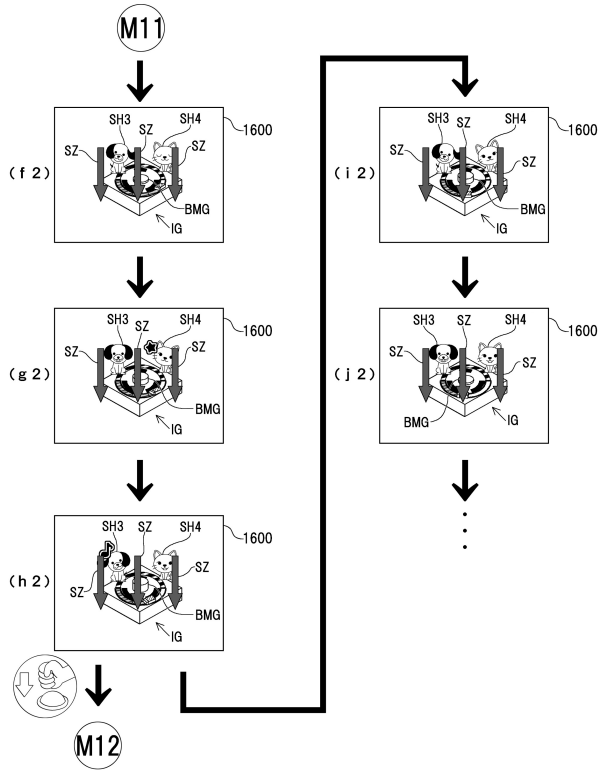 M11
SH3
SZ
SH4
1600
SZ
SZ
(f2)
BMG
IG
SH3
SZ
SH4
1600
SZ
SZ
(g2)
BMG
IG
SH3
SZ
SH4
1600
SZ
(h2)
SZ
BMG
IG
M12
SH3
SZ
SH4
1600
SZ
SZ
(i2)
BMG
IG
SH3
SZ
SH4
1600
SZ
SZ
(j2)
BMG
IG